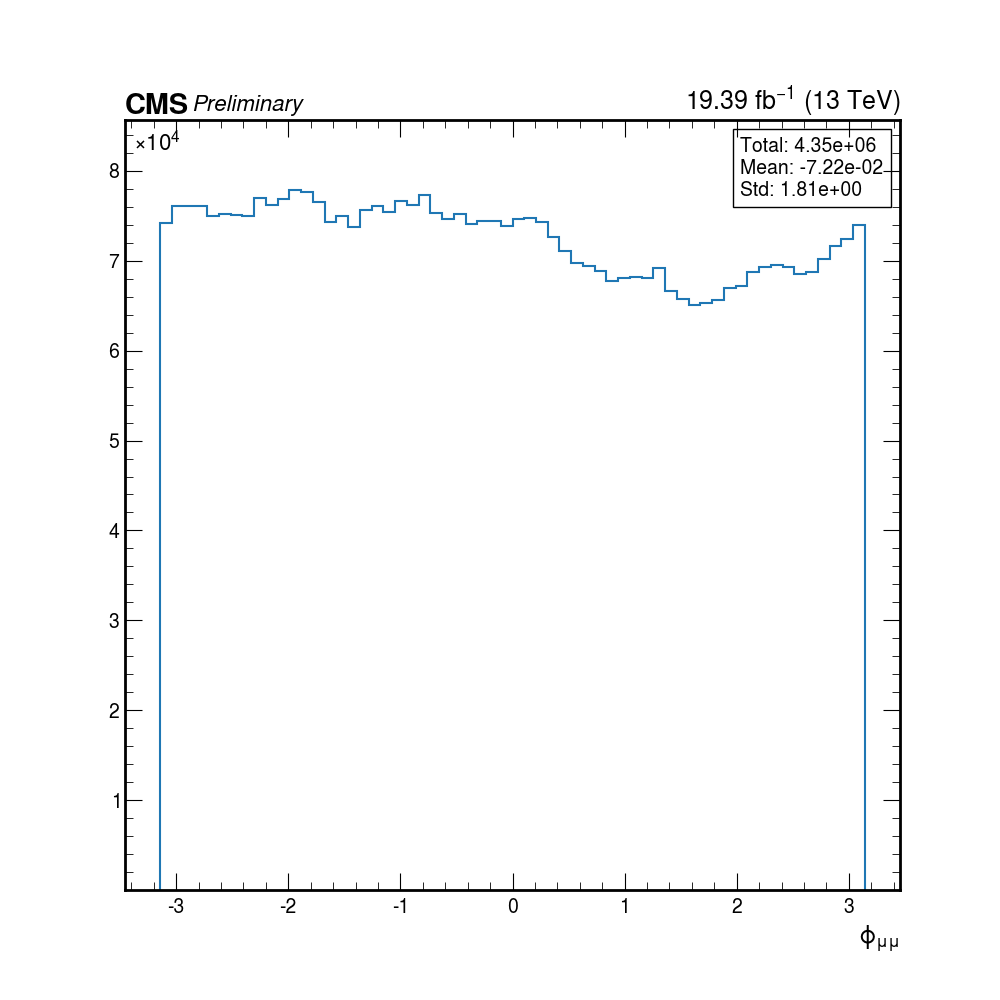 CMS Preliminary 19.39 fb⁻¹ (13 TeV)
×10⁴
Total: 4.35e+06
Mean: -7.22e-02
Std: 1.81e+00
8
7
6
5
4
3
2
1
-3 -2 -1 0 1 2 3
ϕμμ